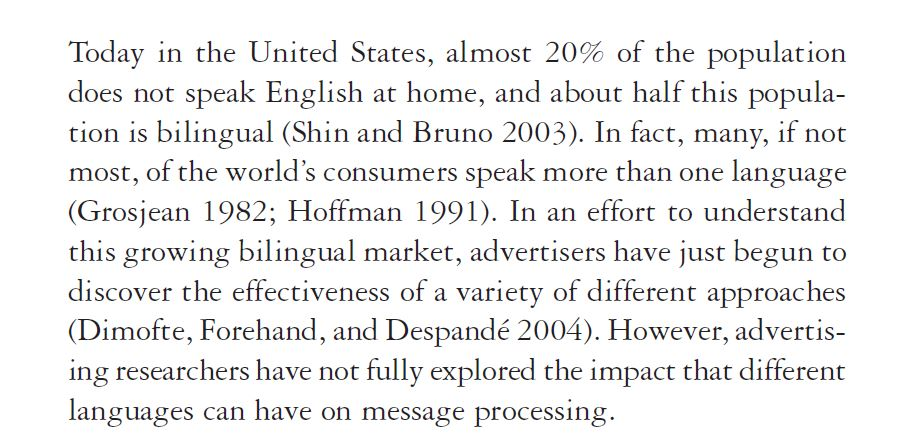 Today in the United States, almost 20% of the population
does not speak English at home, and about half this popula-
tion is bilingual (Shin and Bruno 2003). In fact, many, if not
most, of the world’s consumers speak more than one language
(Grosjean 1982; Hoffman 1991). In an effort to understand
this growing bilingual market, advertisers have just begun to
discover the effectiveness of a variety of different approaches
(Dimofte, Forehand, and Despandé 2004). However, advertis-
ing researchers have not fully explored the impact that different
languages can have on message processing.